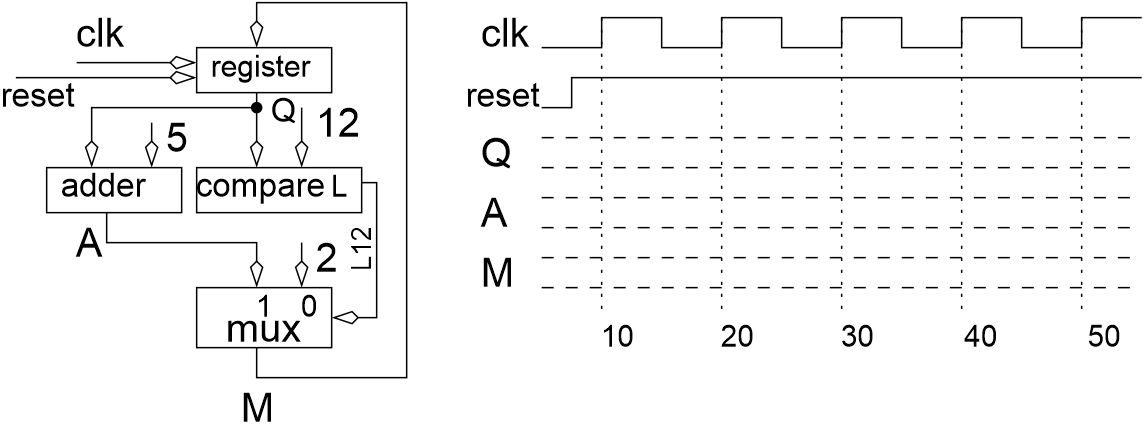 clk
register
reset
Q
12
5
adder
compare L
A
L12
2
1 0
mux
M
clk
reset
Q
A
M
10 20 30 40 50